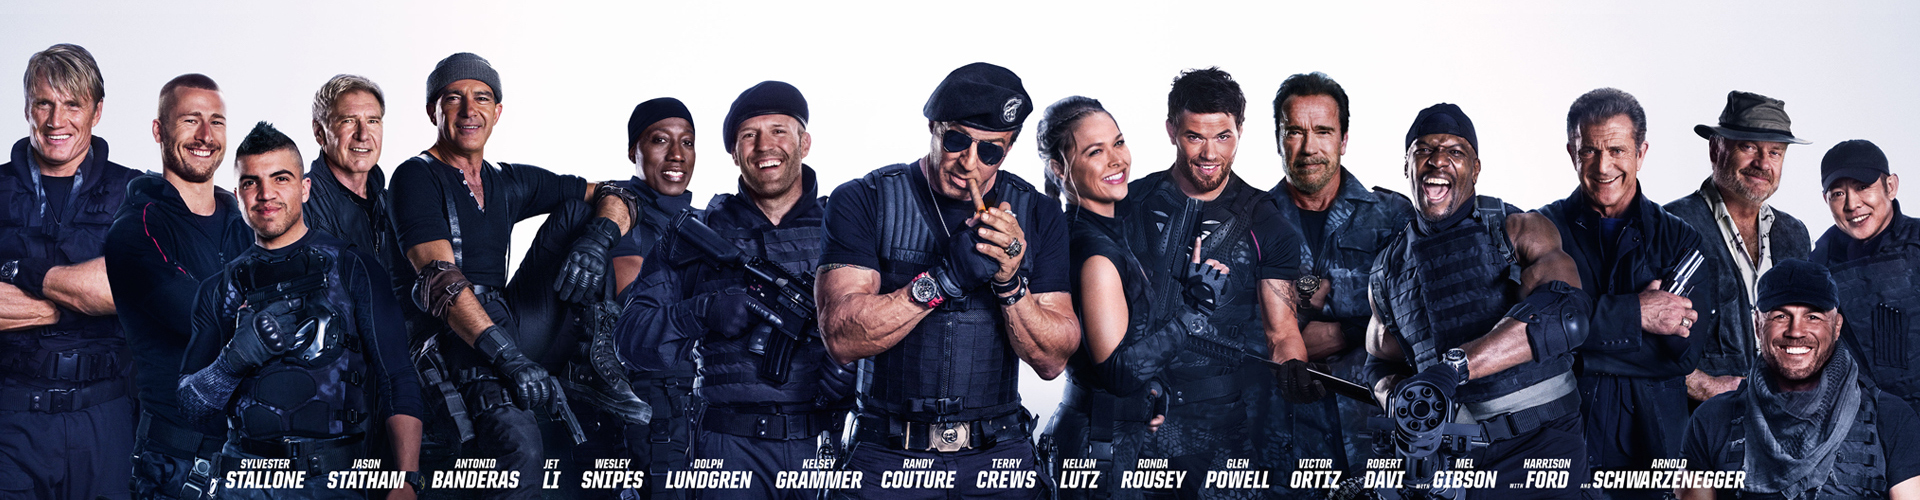 SYLVESTER STALLONE
JASON STATHAM
ANTONIO BANDERAS
JET LI
WESLEY SNIPES
DOLPH LUNDGREN
KELSEY GRAMMER
RANDY COUTURE
TERRY CREWS
KELLAN LUTZ
RONDA ROUSEY
GLEN POWELL
VICTOR ORTIZ
ROBERT DAVI
WITH MEL GIBSON
WITH HARRISON FORD
AND ARNOLD SCHWARZENEGGER